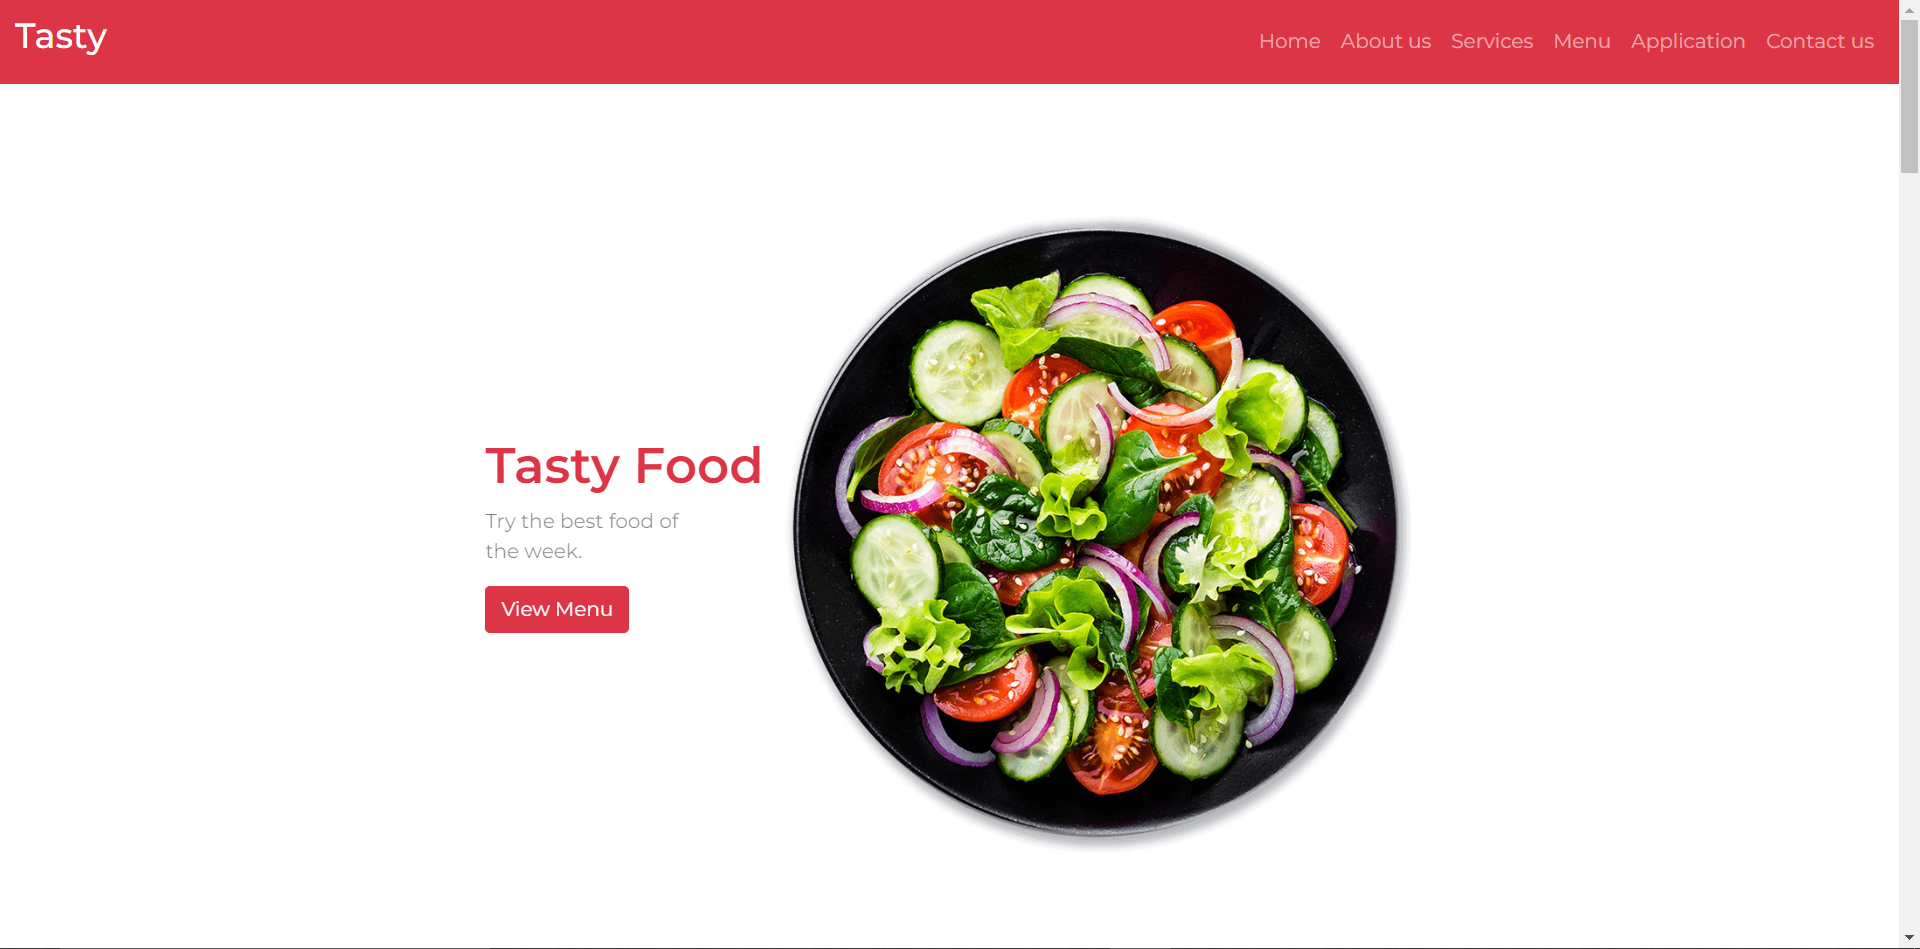 Tasty
Home About us Services Menu Application Contact us
Tasty Food
Try the best food of
the week.
View Menu